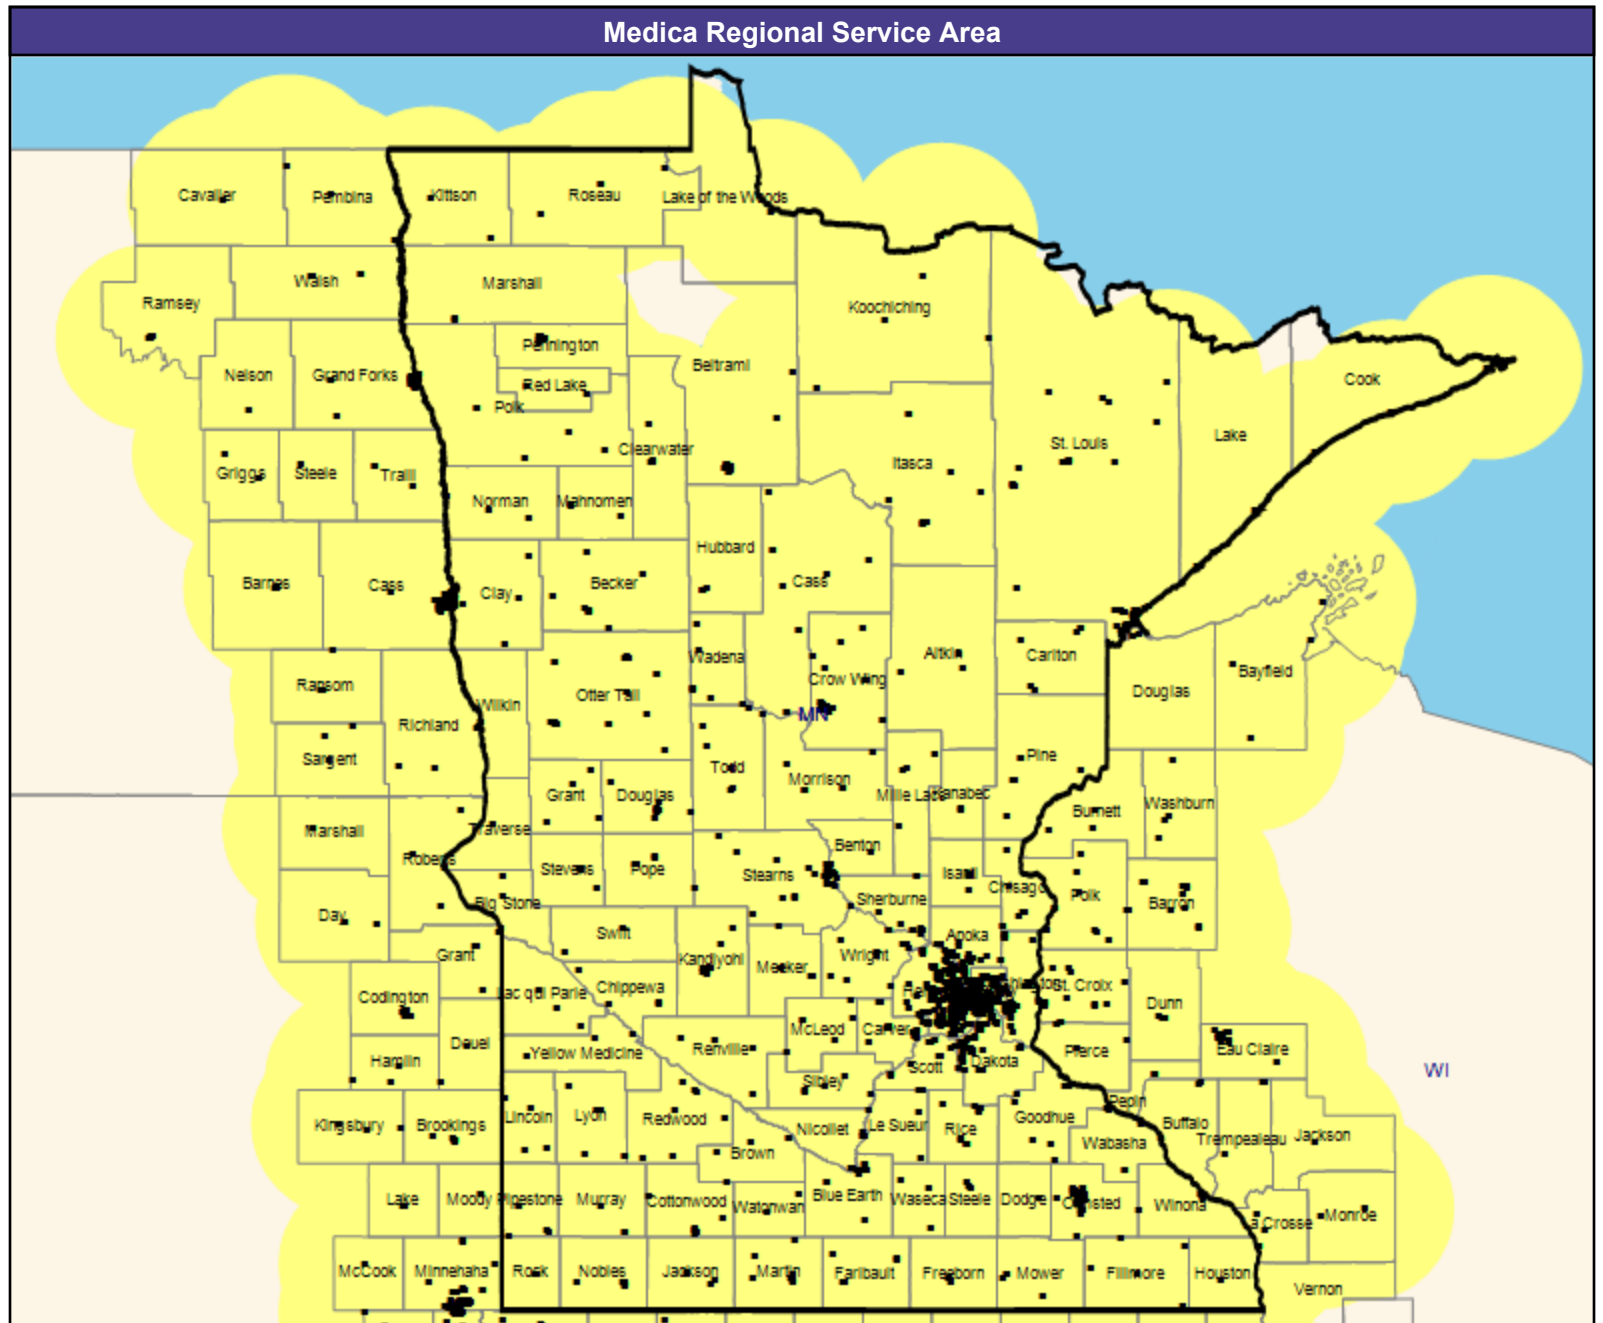 Medica Regional Service Area
Cavalier
Pembina
Kittson
Roseau
Lake of the Woods
Ramsey
Walsh
Marshall
Koochiching
Pennington
Nelson
Grand Forks
Red Lake
Beltrami
Cook
Polk
Clearwater
St. Louis
Lake
Griggs
Steele
Traill
Itasca
Norman
Mahnomen
Hubbard
Barnes
Cass
Clay
Becker
Cass
Wadena
Aitkin
Carlton
Ransom
Otter Tail
Crow Wing
Douglas
Bayfield
Richland
Wilkin
MN
Sargent
Pine
Todd
Morrison
Grant
Douglas
Mille Lacs
Kanabec
Burnett
Washburn
Marshall
Traverse
Roberts
Benton
Stevens
Pope
Stearns
Isanti
Chisago
Polk
Barron
Big Stone
Sherburne
Day
Swift
Anoka
Grant
Kandiyohi
Meeker
Wright
Codington
Lac qui Parle
Chippewa
St. Croix
Dunn
McLeod
Carver
Deuel
Hamlin
Yellow Medicine
Renville
Scott
Dakota
Pierce
Eau Claire
WI
Sibley
Pepin
Kingsbury
Brookings
Lincoln
Lyon
Redwood
Nicollet
Le Sueur
Rice
Goodhue
Buffalo
Trempealeau
Jackson
Brown
Wabasha
Lake
Moody
Pipestone
Murray
Cottonwood
Watonwan
Blue Earth
Waseca
Steele
Dodge
Olmsted
Winona
La Crosse
Monroe
McCook
Minnehaha
Rock
Nobles
Jackson
Martin
Faribault
Freeborn
Mower
Fillmore
Houston
Vernon